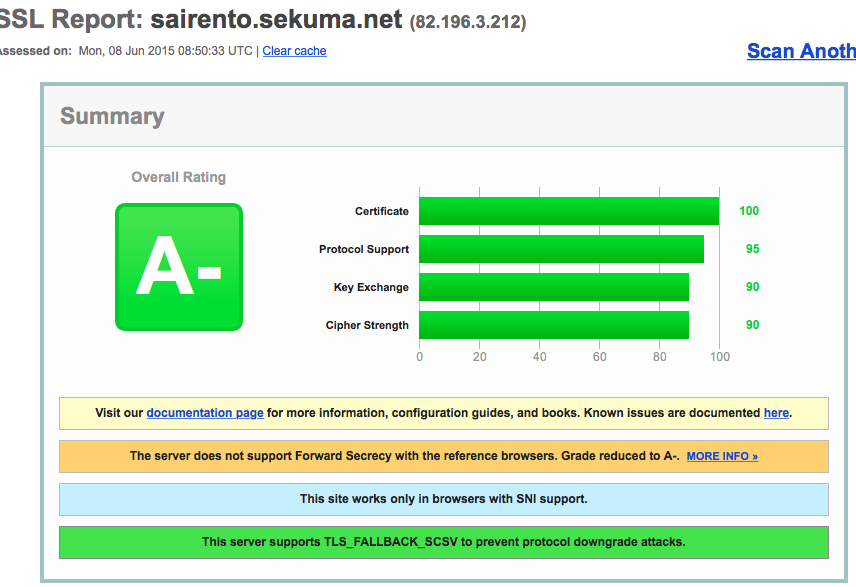 SSL Report: sairento.sekuma.net (82.196.3.212)
Assessed on: Mon, 08 Jun 2015 08:50:33 UTC | Clear cache
Scan Anoth
Summary
Overall Rating
A-
Certificate 100
Protocol Support 95
Key Exchange 90
Cipher Strength 90
0 20 40 60 80 100
Visit our documentation page for more information, configuration guides, and books. Known issues are documented here.
The server does not support Forward Secrecy with the reference browsers. Grade reduced to A-. MORE INFO »
This site works only in browsers with SNI support.
This server supports TLS_FALLBACK_SCSV to prevent protocol downgrade attacks.